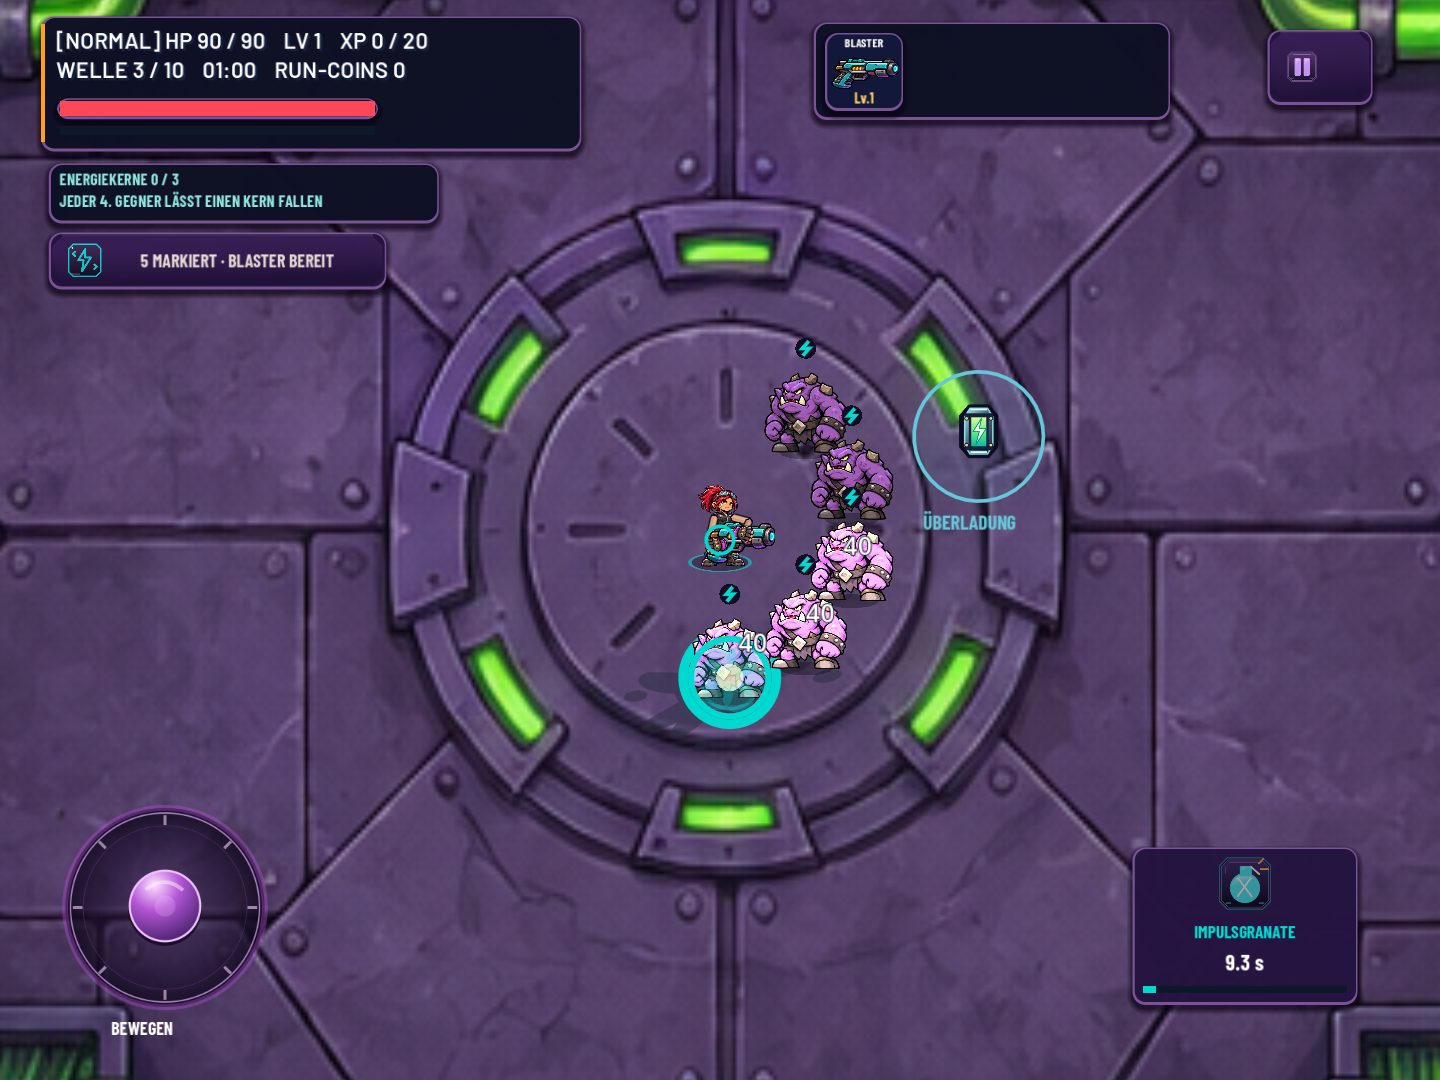 [NORMAL] HP 90 / 90 LV 1 XP 0 / 20
WELLE 3 / 10 01:00 RUN-COINS 0
BLASTER
Lv.1
ENERGIEKERNE 0 / 3
JEDER 4. GEGNER LÄSST EINEN KERN FALLEN
5 MARKIERT · BLASTER BEREIT
ÜBERLADUNG
40
40
40
IMPULSGRANATE
9.3 s
BEWEGEN